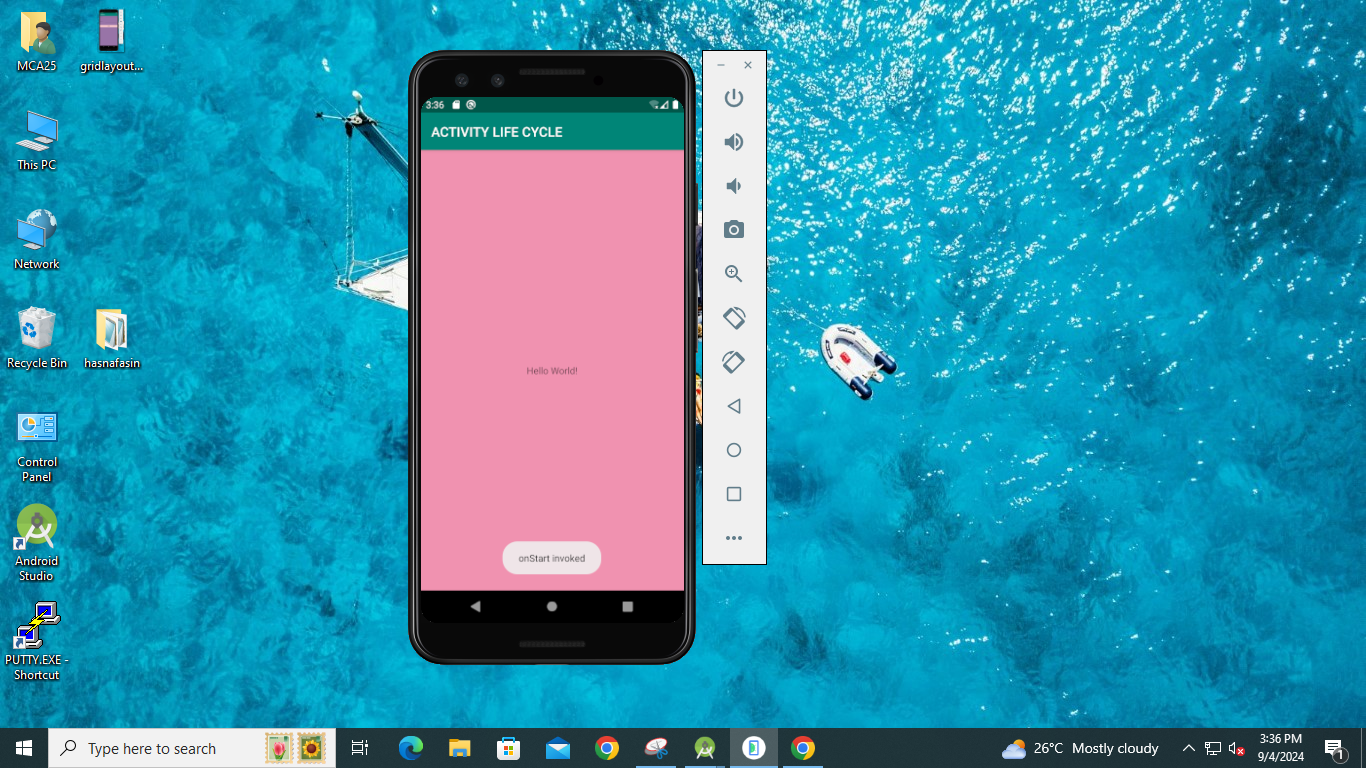 MCA25
gridlayout...
This PC
Network
Recycle Bin
hasnafasin
Control
Panel
Android
Studio
PUTTY.EXE -
Shortcut
3:36
ACTIVITY LIFE CYCLE
Hello World!
onStart invoked
Type here to search
26°C Mostly cloudy
3:36 PM
9/4/2024
1